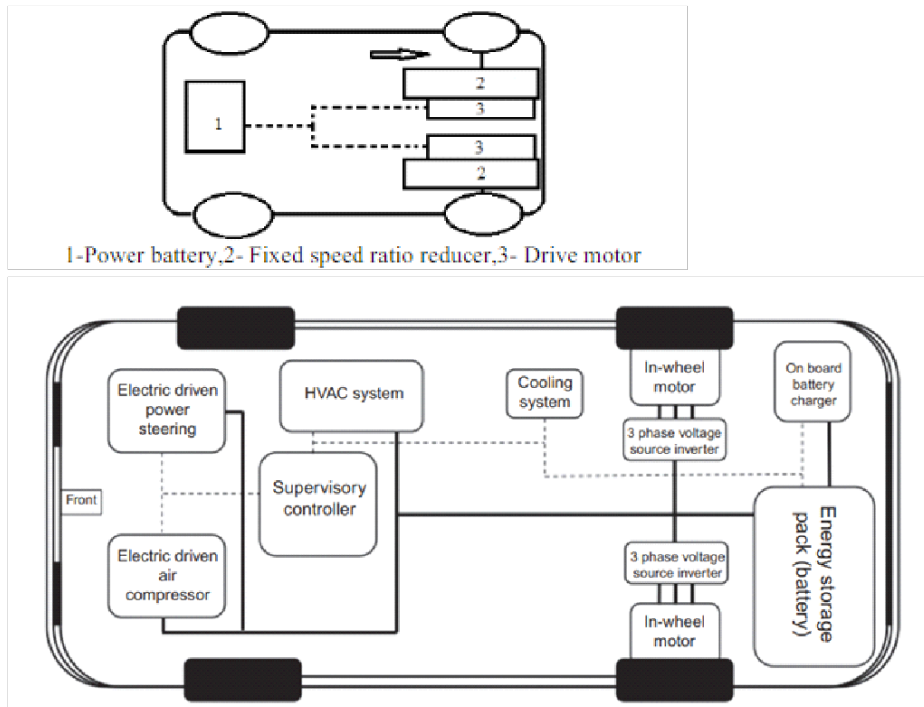 1
2
3
3
2
1-Power battery,2- Fixed speed ratio reducer,3- Drive motor
Electric driven
power
steering
HVAC system
Cooling
system
In-wheel
motor
On board
battery
charger
3 phase voltage
source inverter
Front
Supervisory
controller
Energy storage
pack (battery)
Electric driven
air
compressor
3 phase voltage
source inverter
In-wheel
motor